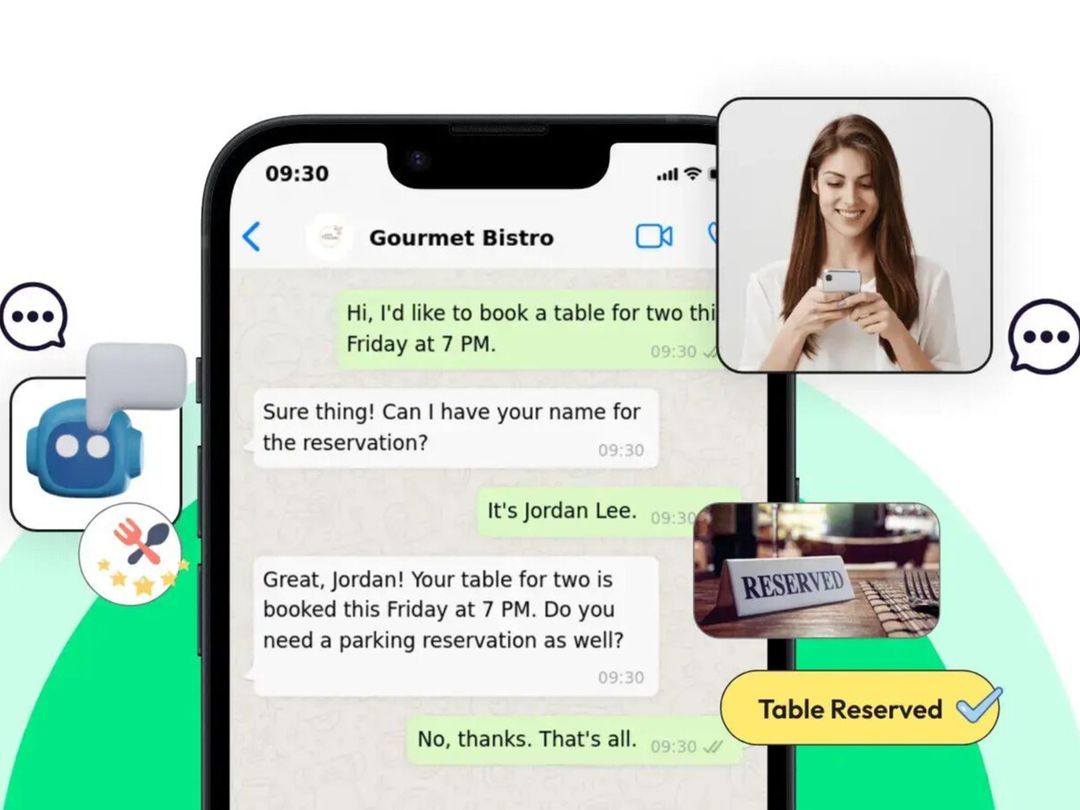 09:30
Gourmet Bistro
Hi, I'd like to book a table for two thi
Friday at 7 PM.
09:30
Sure thing! Can I have your name for
the reservation?
09:30
It's Jordan Lee.
09:30
Great, Jordan! Your table for two is
booked this Friday at 7 PM. Do you
need a parking reservation as well?
09:30
RESERVED
Table Reserved
No, thanks. That's all.
09:30